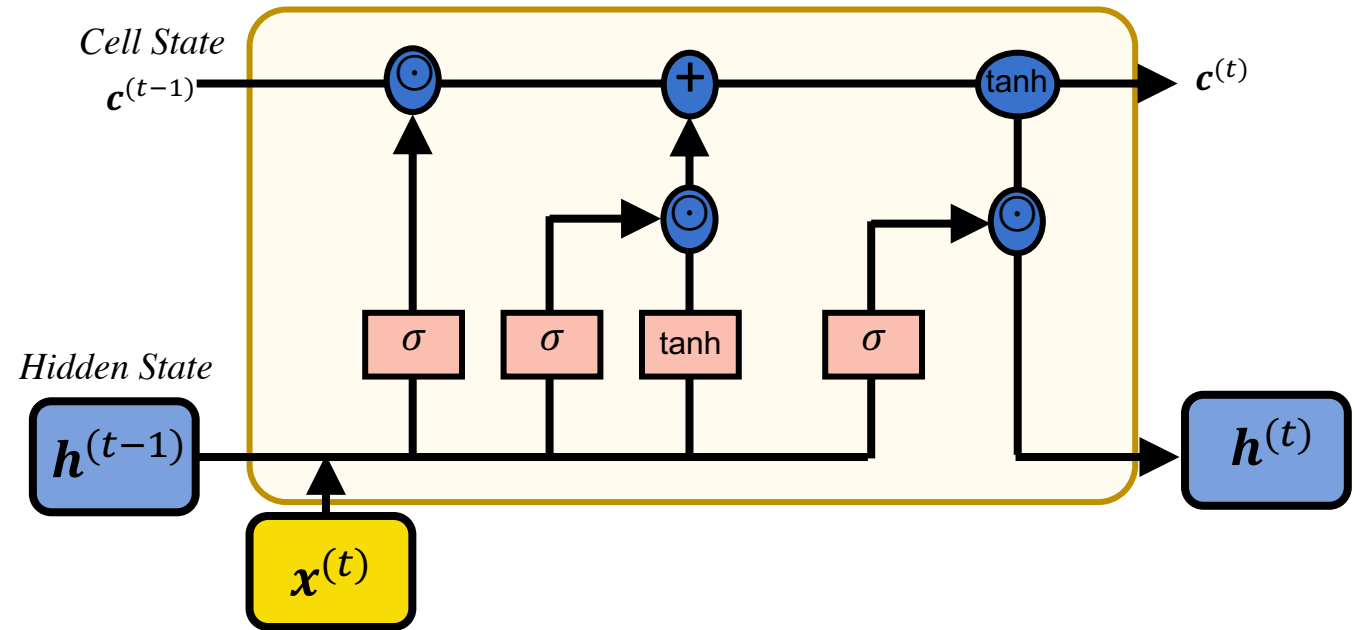 Cell State
c^(t−1)
⊙
+
tanh
c^(t)
⊙
⊙
σ
σ
tanh
σ
Hidden State
h^(t−1)
h^(t)
x^(t)